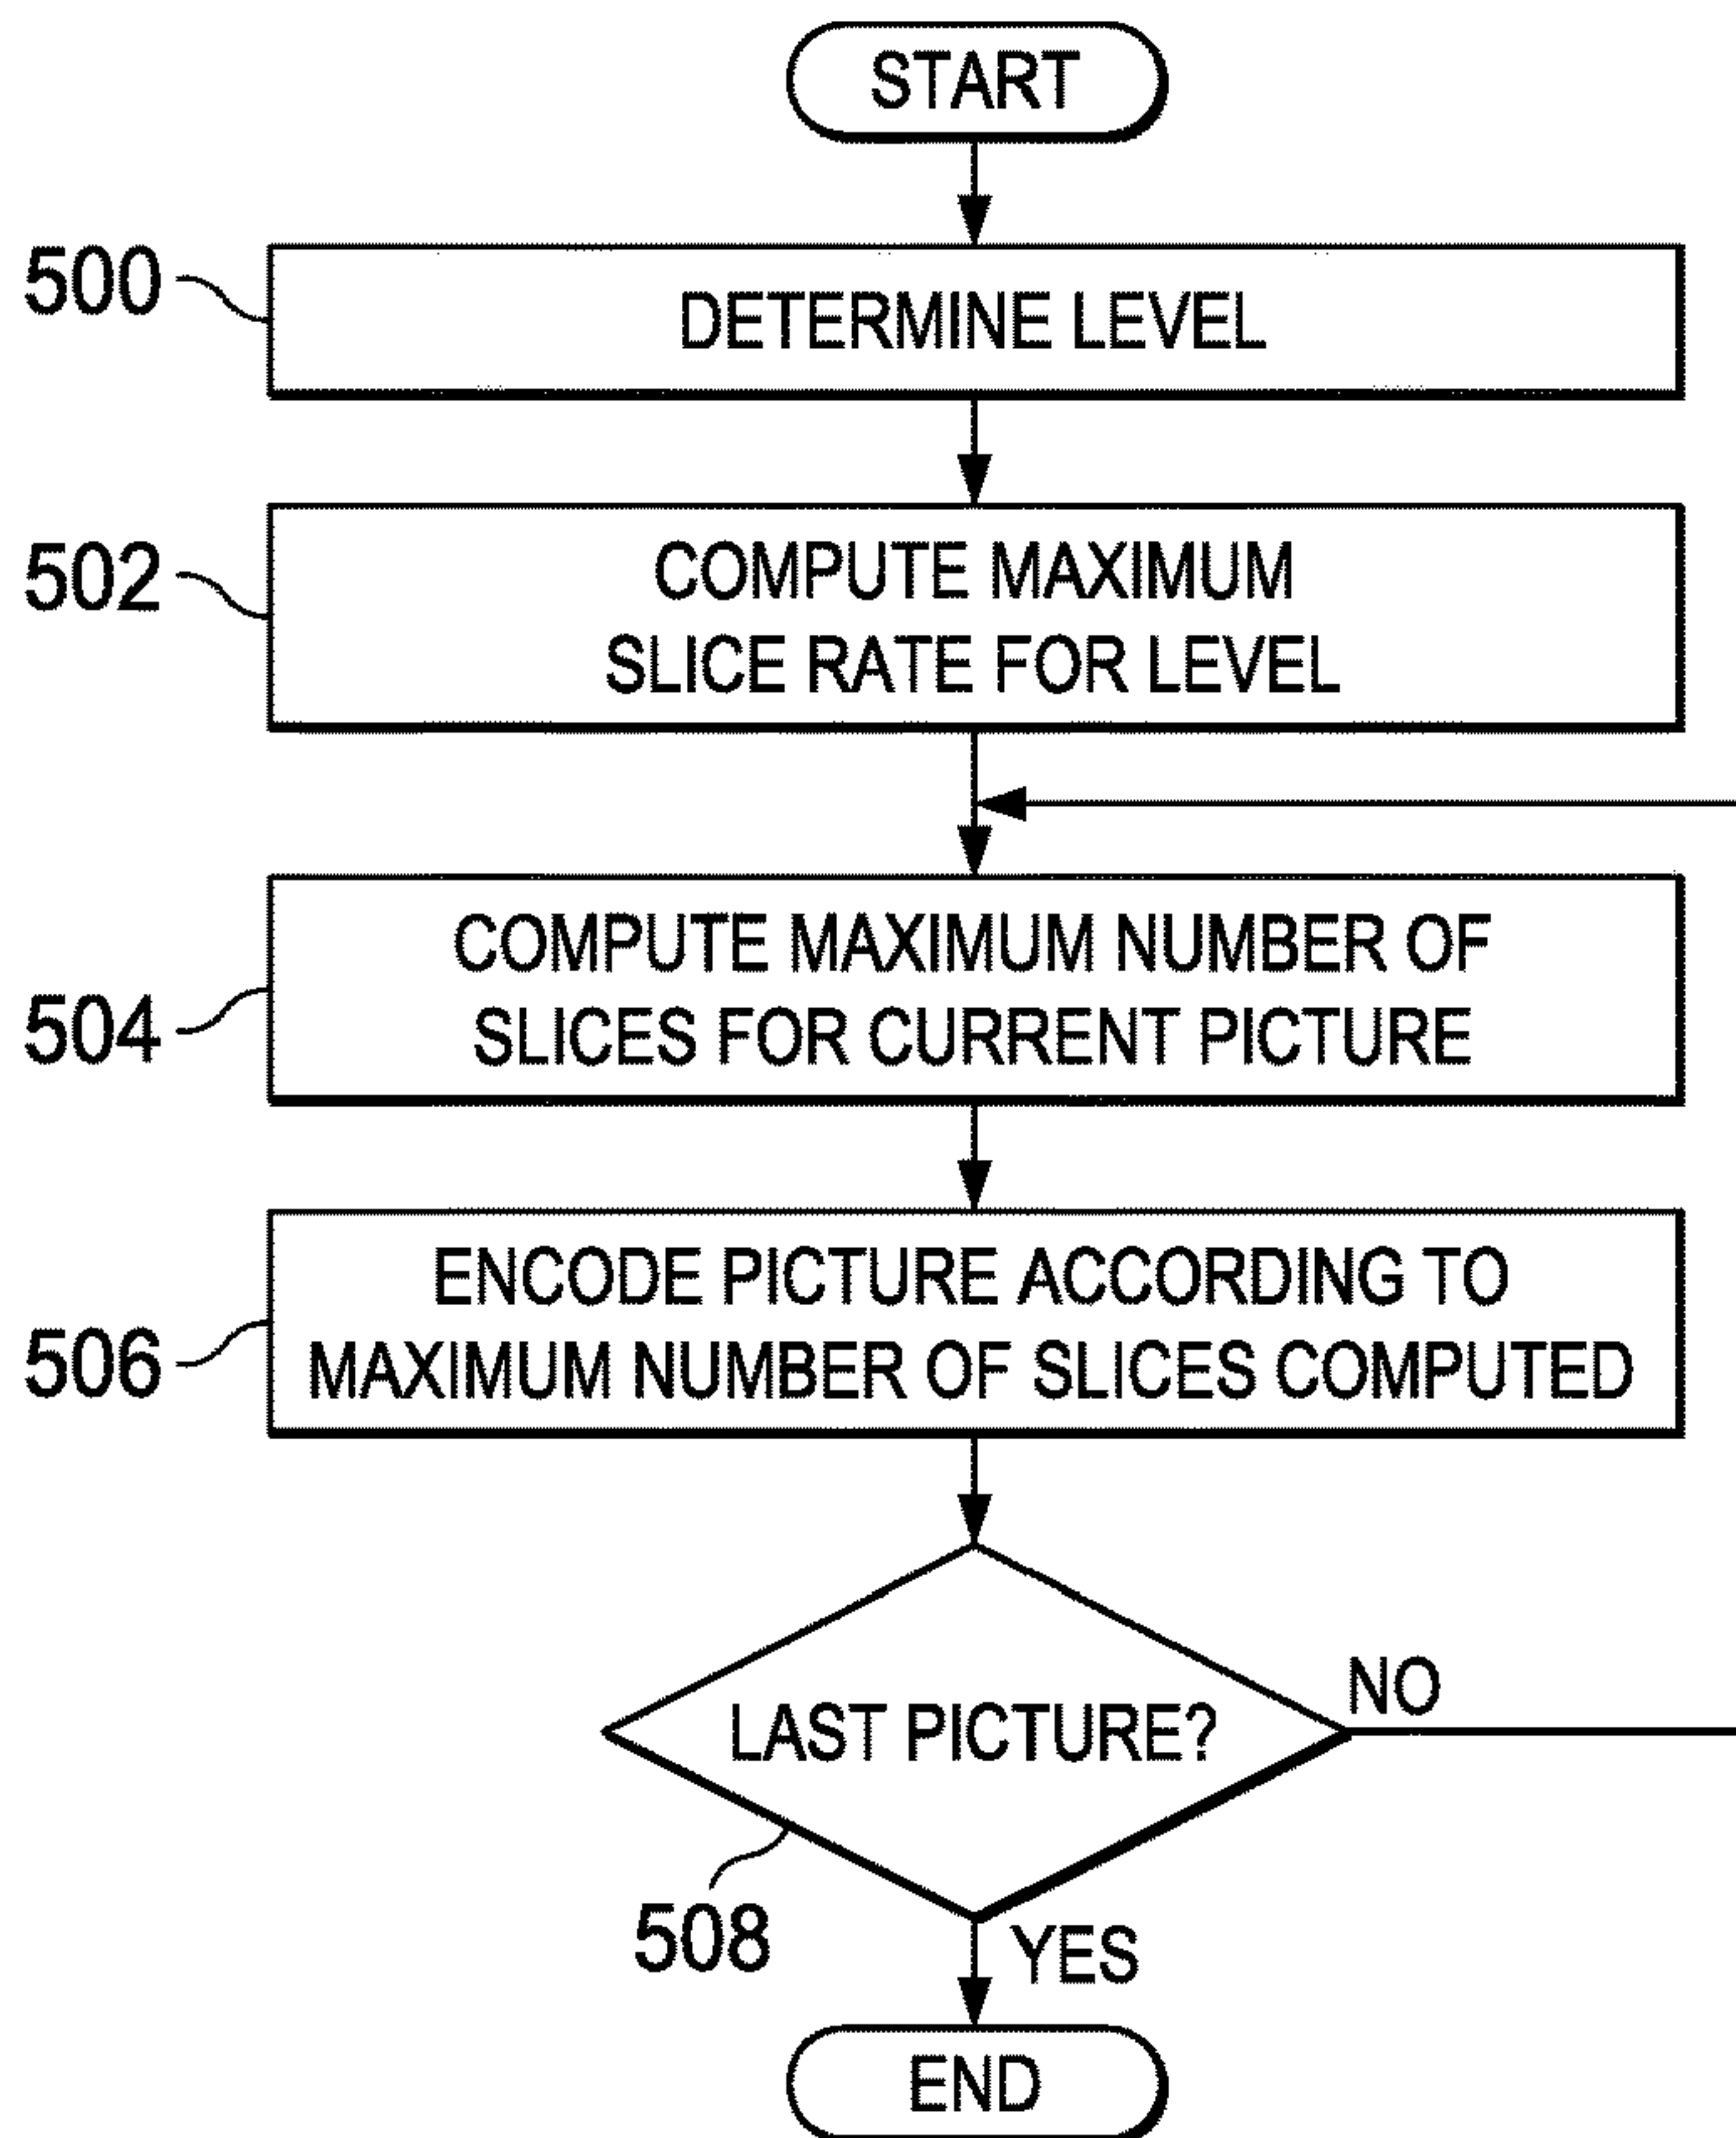 START
500
DETERMINE LEVEL
502
COMPUTE MAXIMUM
SLICE RATE FOR LEVEL
504
COMPUTE MAXIMUM NUMBER OF
SLICES FOR CURRENT PICTURE
506
ENCODE PICTURE ACCORDING TO
MAXIMUM NUMBER OF SLICES COMPUTED
LAST PICTURE?
NO
508
YES
END